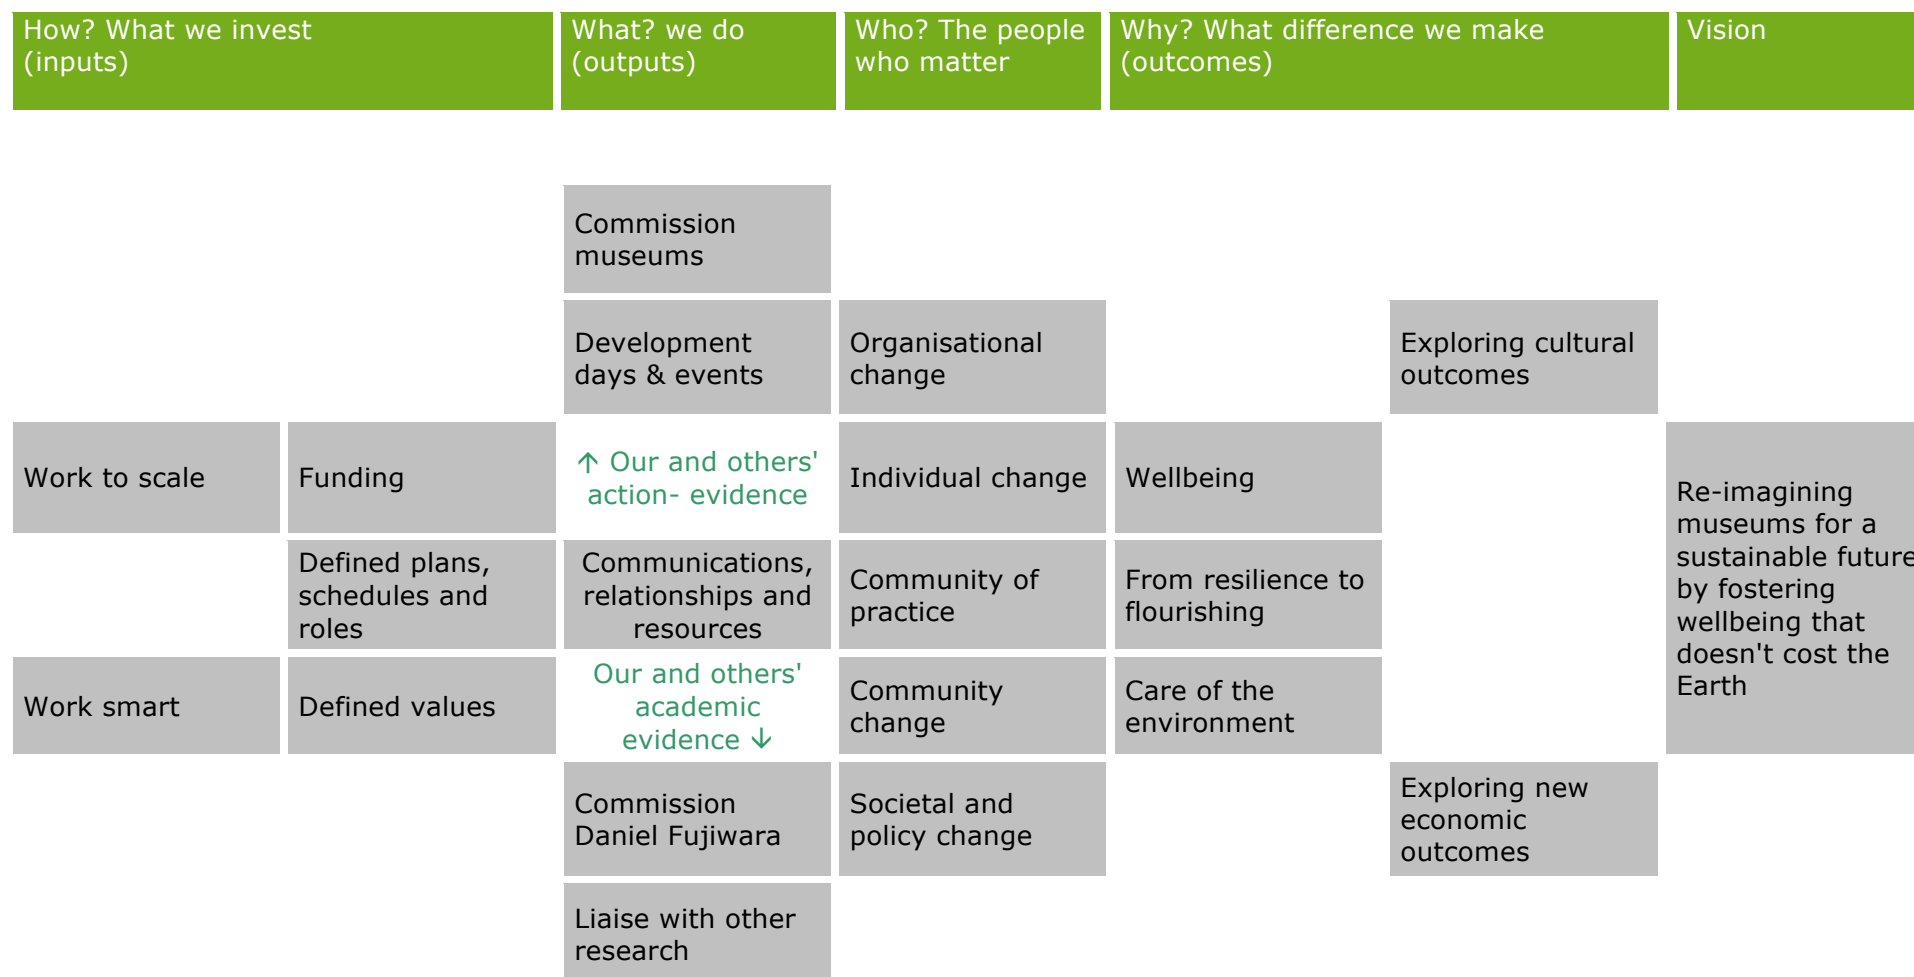 How? What we invest
(inputs)
What? we do
(outputs)
Who? The people
who matter
Why? What difference we make
(outcomes)
Vision
Commission
museums
Development
days & events
Organisational
change
Exploring cultural
outcomes
Work to scale
Funding
↑ Our and others'
action- evidence
Individual change
Wellbeing
Re-imagining
museums for a
sustainable future
by fostering
wellbeing that
doesn't cost the
Earth
Defined plans,
schedules and
roles
Communications,
relationships and
resources
Community of
practice
From resilience to
flourishing
Work smart
Defined values
Our and others'
academic
evidence ↓
Community
change
Care of the
environment
Commission
Daniel Fujiwara
Societal and
policy change
Exploring new
economic
outcomes
Liaise with other
research